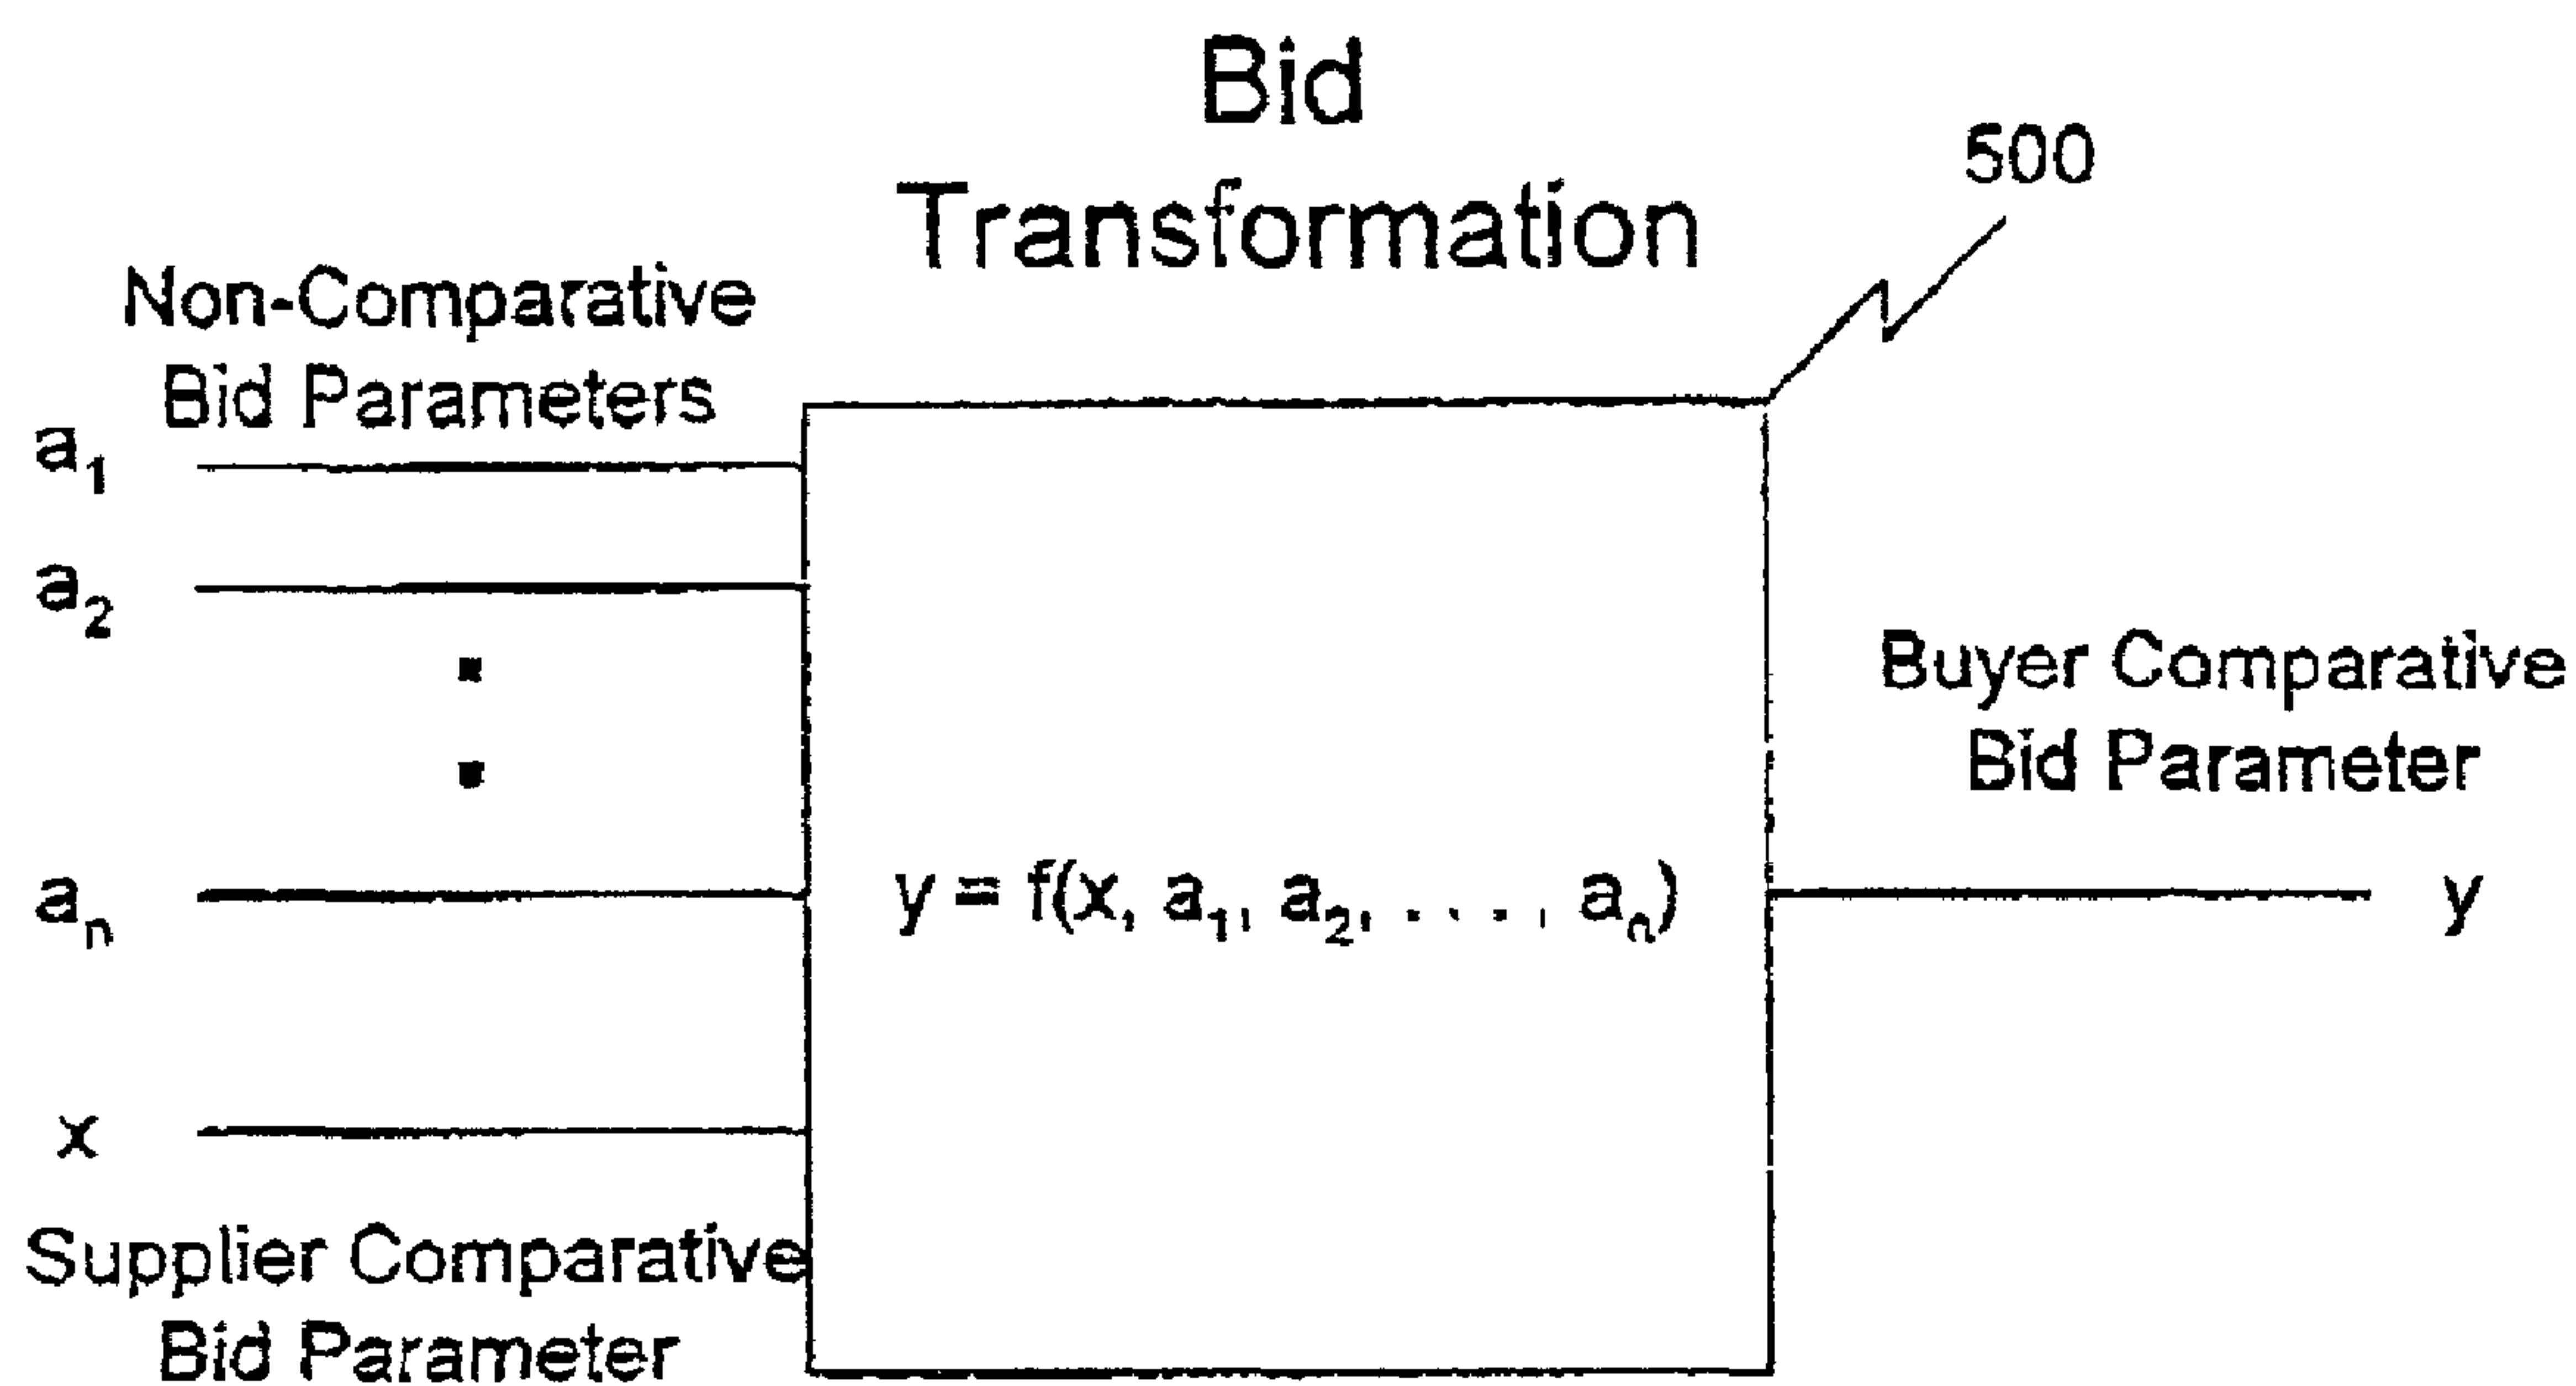 Bid
Transformation
500
Non-Comparative
Bid Parameters
a₁
a₂
aₙ
x
Supplier Comparative
Bid Parameter
y = f(x, a₁, a₂, . . . , aₙ)
Buyer Comparative
Bid Parameter
y